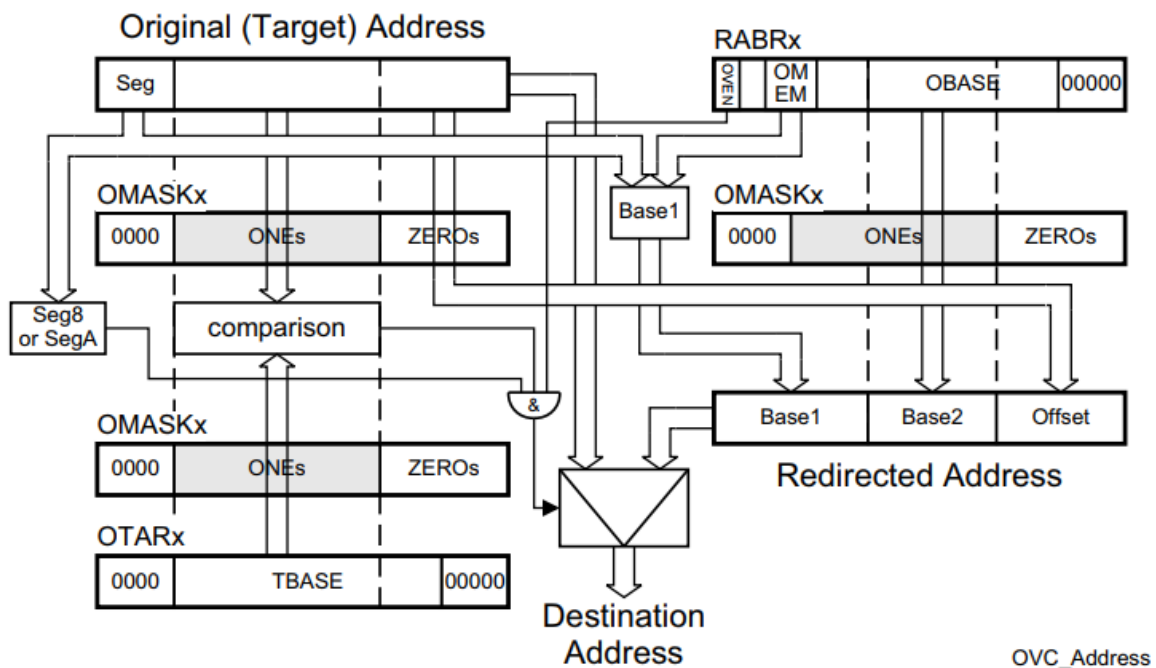 Original (Target) Address
RABRx
Seg
OVEN
OM
EM
OBASE
00000
OMASKx
0000
ONEs
ZEROs
Base1
OMASKx
0000
ONEs
ZEROs
Seg8
or SegA
comparison
&
Base1
Base2
Offset
OMASKx
0000
ONEs
ZEROs
Redirected Address
OTARx
0000
TBASE
00000
Destination
Address
OVC_Address